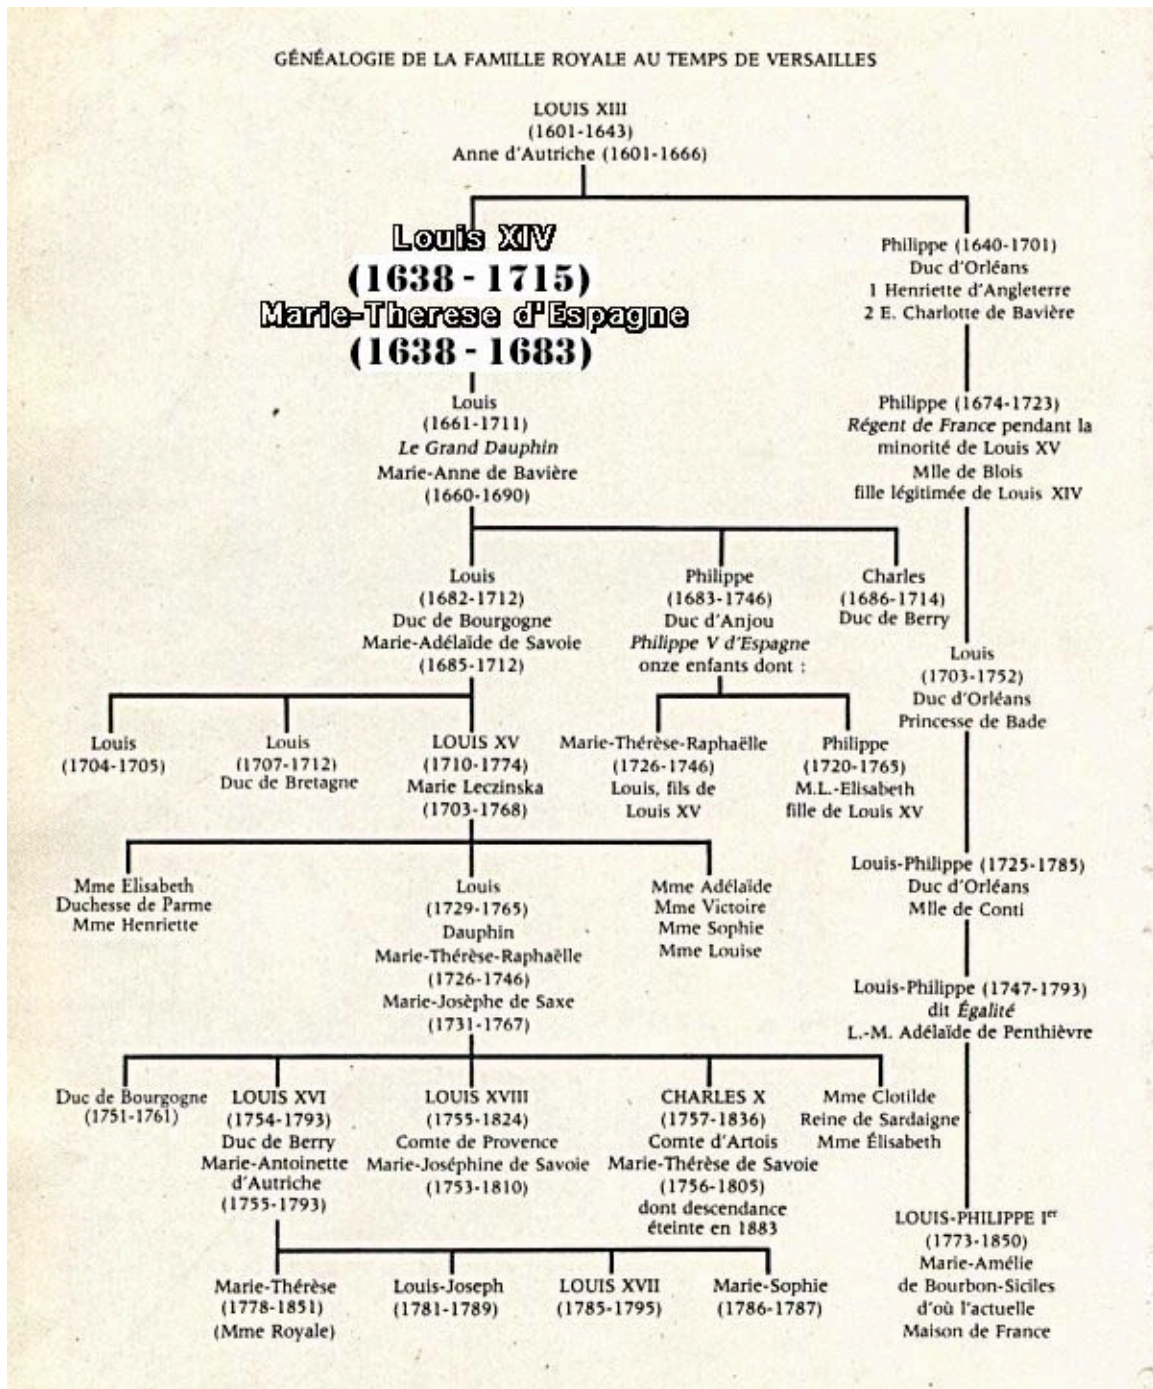 GÉNÉALOGIE DE LA FAMILLE ROYALE AU TEMPS DE VERSAILLES
LOUIS XIII
(1601-1643)
Anne d'Autriche (1601-1666)
Louis XIV
(1638 - 1715)
Marie-Therese d'Espagne
(1638 - 1683)
Philippe (1640-1701)
Duc d'Orléans
1 Henriette d'Angleterre
2 E. Charlotte de Bavière
Louis
(1661-1711)
Le Grand Dauphin
Marie-Anne de Bavière
(1660-1690)
Philippe (1674-1723)
Régent de France pendant la
minorité de Louis XV
Mlle de Blois
fille légitimée de Louis XIV
Louis
(1682-1712)
Duc de Bourgogne
Marie-Adélaïde de Savoie
(1685-1712)
Philippe
(1683-1746)
Duc d'Anjou
Philippe V d'Espagne
onze enfants dont :
Charles
(1686-1714)
Duc de Berry
Louis
(1703-1752)
Duc d'Orléans
Princesse de Bade
Louis
(1704-1705)
Louis
(1707-1712)
Duc de Bretagne
LOUIS XV
(1710-1774)
Marie Leczinska
(1703-1768)
Marie-Thérèse-Raphaëlle
(1726-1746)
Louis, fils de
Louis XV
Philippe
(1720-1765)
M.L.-Elisabeth
fille de Louis XV
Mme Elisabeth
Duchesse de Parme
Mme Henriette
Louis
(1729-1765)
Dauphin
Marie-Thérèse-Raphaëlle
(1726-1746)
Marie-Josèphe de Saxe
(1731-1767)
Mme Adélaïde
Mme Victoire
Mme Sophie
Mme Louise
Louis-Philippe (1725-1785)
Duc d'Orléans
Mlle de Conti
Louis-Philippe (1747-1793)
dit Égalité
L.-M. Adélaïde de Penthièvre
Duc de Bourgogne
(1751-1761)
LOUIS XVI
(1754-1793)
Duc de Berry
Marie-Antoinette
d'Autriche
(1755-1793)
LOUIS XVIII
(1755-1824)
Comte de Provence
Marie-Joséphine de Savoie
(1753-1810)
CHARLES X
(1757-1836)
Comte d'Artois
Marie-Thérèse de Savoie
(1756-1805)
dont descendance
éteinte en 1883
Mme Clotilde
Reine de Sardaigne
Mme Élisabeth
LOUIS-PHILIPPE Ier
(1773-1850)
Marie-Amélie
de Bourbon-Siciles
d'où l'actuelle
Maison de France
Marie-Thérèse
(1778-1851)
(Mme Royale)
Louis-Joseph
(1781-1789)
LOUIS XVII
(1785-1795)
Marie-Sophie
(1786-1787)